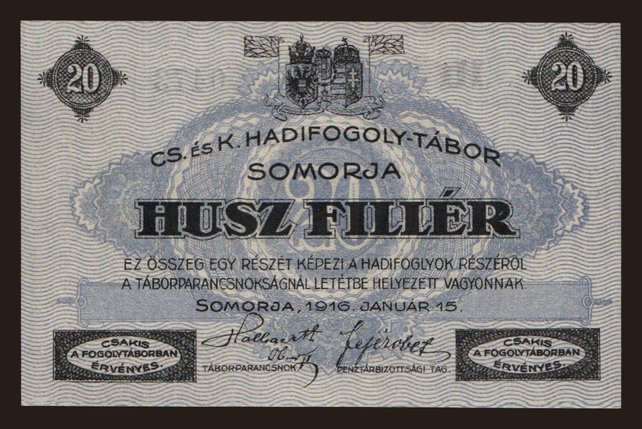 20 20
CS. és K. HADIFOGOLY-TÁBOR
SOMORJA
HUSZ FILLÉR
20
EZ ÖSSZEG EGY RÉSZÉT KÉPEZI A HADIFOGLYOK RÉSZÉRŐL
A TÁBORPARANCSNOKSÁGNÁL LETÉTBE HELYEZETT VAGYONNAK.
SOMORJA, 1916. JANUÁR 15.
CSAKIS
A FOGOLYTÁBORBAN
ÉRVÉNYES.
TÁBORPARANCSNOK
PÉNZTÁRBIZOTTSÁGI TAG.
CSAKIS
A FOGOLYTÁBORBAN
ÉRVÉNYES.